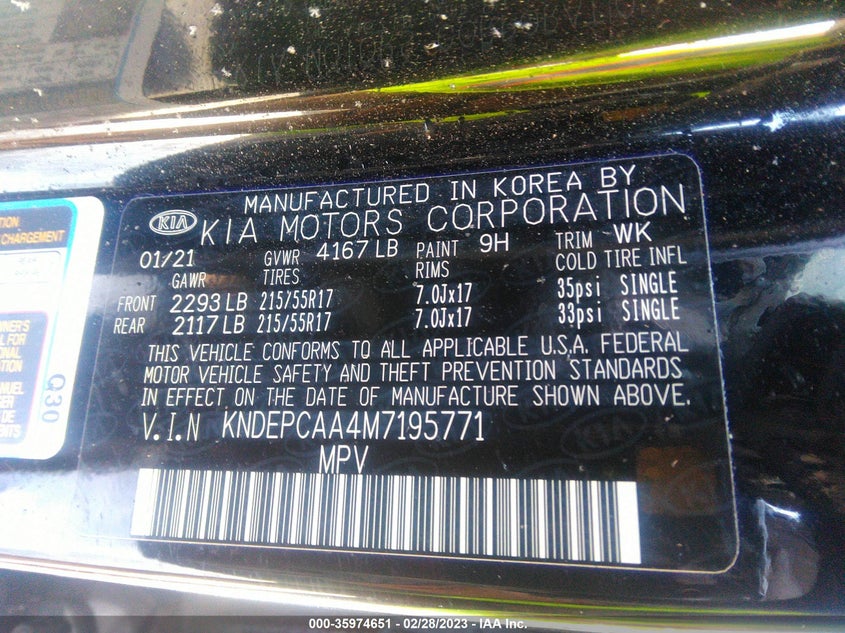 MANUFACTURED IN KOREA BY
KIA KIA MOTORS CORPORATION
01/21 GVWR 4167 LB PAINT 9H TRIM WK
GAWR TIRES RIMS COLD TIRE INFL
FRONT 2293 LB 215/55R17 7.0Jx17 35psi SINGLE
REAR 2117 LB 215/55R17 7.0Jx17 33psi SINGLE
THIS VEHICLE CONFORMS TO ALL APPLICABLE U.S.A. FEDERAL
MOTOR VEHICLE SAFETY AND THEFT PREVENTION STANDARDS
IN EFFECT ON THE DATE OF MANUFACTURE SHOWN ABOVE.
V.I.N KNDEPCAA4M7195771
MPV
CHARGEMENT
Q30
000-35974651 / 02/28/2023 - IAA Inc.